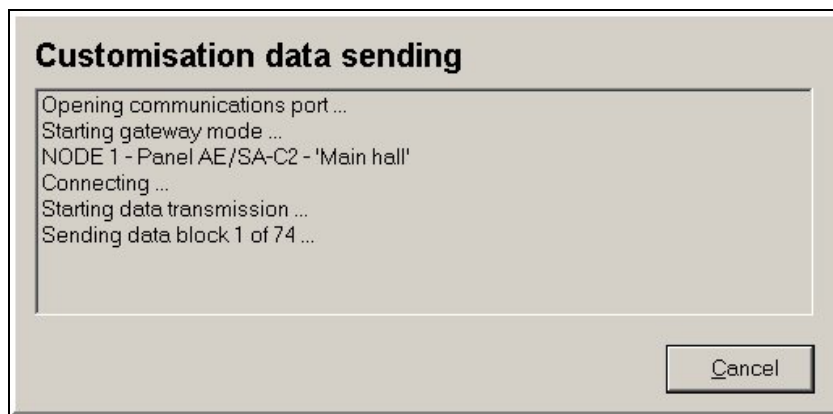 Customisation data sending
Opening communications port ...
Starting gateway mode ...
NODE 1 - Panel AE/SA-C2 - 'Main hall'
Connecting ...
Starting data transmission ...
Sending data block 1 of 74 ...
Cancel